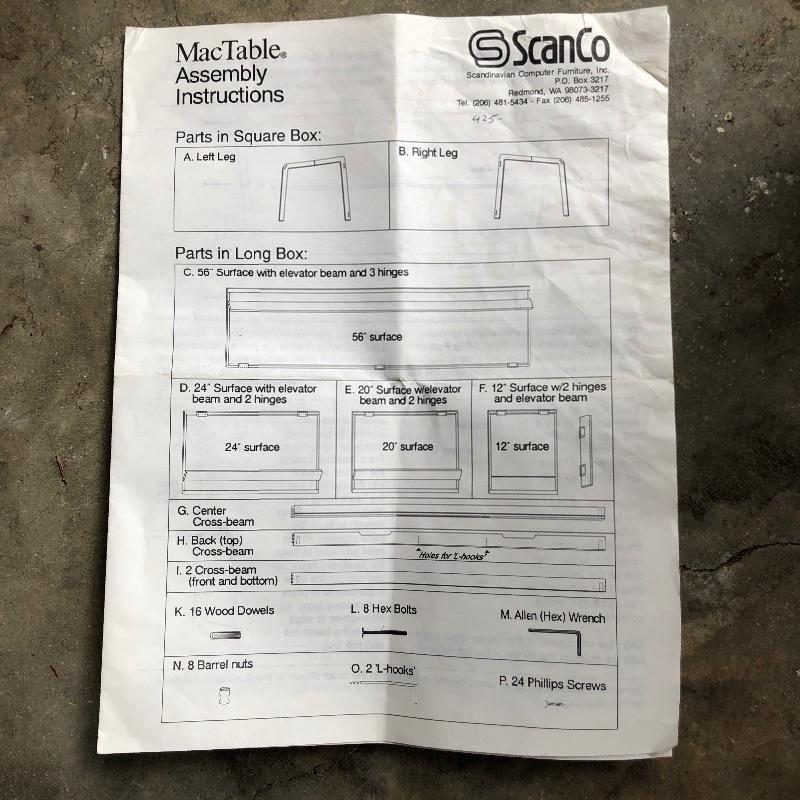 MacTable®
Assembly
Instructions
ScanCo
Scandinavian Computer Furniture, Inc.
P.O. Box 3217
Redmond, WA 98073-3217
Tel. (206) 481-5434 - Fax (206) 485-1255
425-
Parts in Square Box:
A. Left Leg
B. Right Leg
Parts in Long Box:
C. 56" Surface with elevator beam and 3 hinges
56" surface
D. 24" Surface with elevator
beam and 2 hinges
24" surface
E. 20" Surface w/elevator
beam and 2 hinges
20" surface
F. 12" Surface w/2 hinges
and elevator beam
12" surface
G. Center
Cross-beam
H. Back (top)
Cross-beam
Holes for 'L-hooks'
I. 2 Cross-beam
(front and bottom)
K. 16 Wood Dowels
L. 8 Hex Bolts
M. Allen (Hex) Wrench
N. 8 Barrel nuts
O. 2 'L-hooks'
P. 24 Phillips Screws